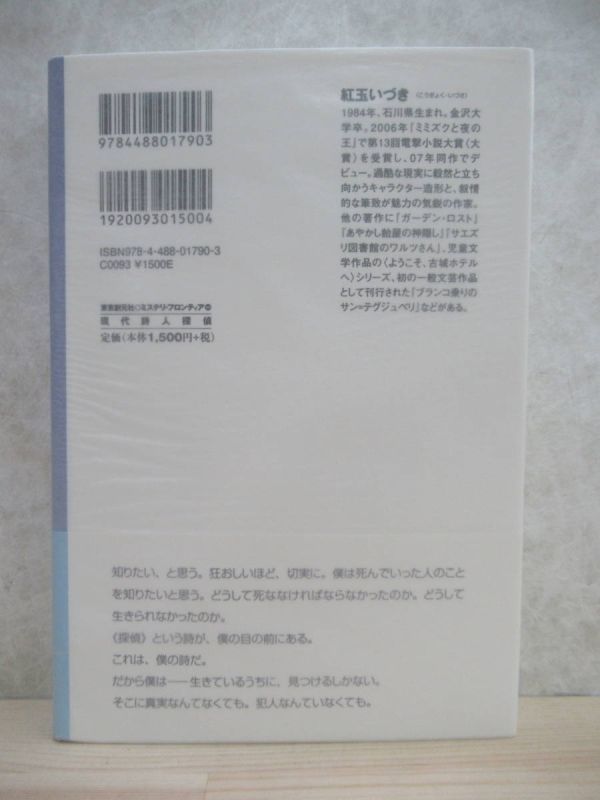 9784488017903
1920093015004
ISBN978-4-488-01790-3
C0093 ¥1500E
東京創元社●ミステリ・フロンティア
現代詩人探偵
定価(本体1,500円+税)
紅玉いづき (こうぎょく・いづき)
1984年、石川県生まれ。金沢大
学卒。2006年『ミミズクと夜の
王』で第13回電撃小説大賞〈大
賞〉を受賞し、07年同作でデ
ビュー。過酷な現実に毅然と立ち
向かうキャラクター造形と、叙情
的な筆致が魅力の気鋭の作家。
他の著作に『ガーデン・ロスト』
『あやかし飴屋の神隠し』『サエズ
リ図書館のワルツさん』、児童文
学作品の〈ようこそ、古城ホテル
へ〉シリーズ、初の一般文芸作品
として刊行された『ブランコ乗りの
サン=テグジュペリ』などがある。
知りたい、と思う。狂おしいほど、切実に。僕は死んでいった人のこと
を知りたいと思う。どうして死ななければならなかったのか。どうして
生きられなかったのか。
《探偵》という時が、僕の目の前にある。
これは、僕の時だ。
だから僕は——生きているうちに、見つけるしかない。
そこに真実なんてなくても。犯人なんていなくても。